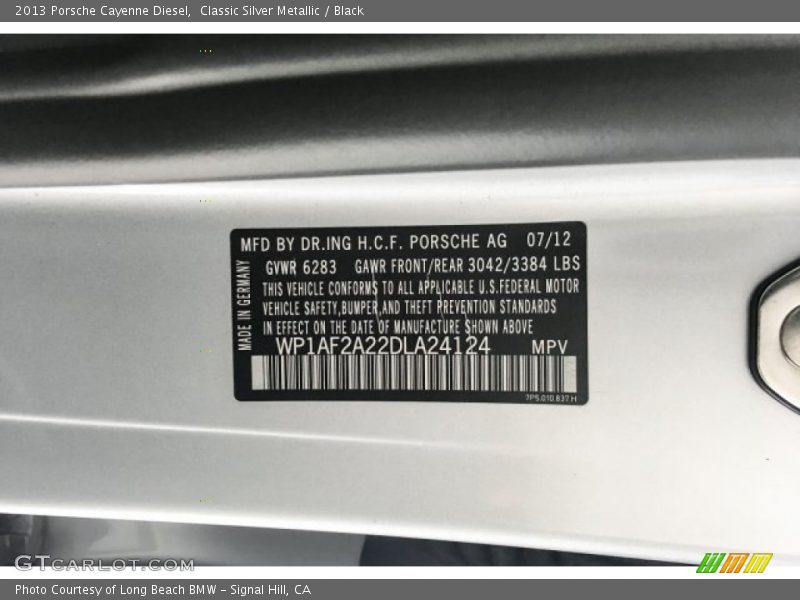 2013 Porsche Cayenne Diesel, Classic Silver Metallic / Black
MFD BY DR.ING H.C.F. PORSCHE AG 07/12
GVWR 6283 GAWR FRONT/REAR 3042/3384 LBS
THIS VEHICLE CONFORMS TO ALL APPLICABLE U.S.FEDERAL MOTOR
VEHICLE SAFETY,BUMPER,AND THEFT PREVENTION STANDARDS
IN EFFECT ON THE DATE OF MANUFACTURE SHOWN ABOVE
MADE IN GERMANY
WP1AF2A22DLA24124 MPV
7P5.010.837.H
GTCARLOT.COM
Photo Courtesy of Long Beach BMW - Signal Hill, CA